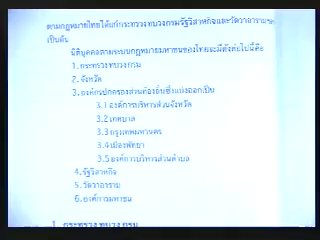 ตามกฎหมายไทยได้แก่กระทรวงทบวงกรมรัฐวิสาหกิจและวัดวาอาราม
เป็นต้น
นิติบุคคลตามระบบกฎหมายมหาชนของไทยจะมีดังต่อไปนี้คือ
1. กระทรวง ทบวง กรม
2. จังหวัด
3. องค์กรปกครองส่วนท้องถิ่นซึ่งแบ่งออกเป็น
3.1 องค์การบริหารส่วนจังหวัด
3.2 เทศบาล
3.3 กรุงเทพมหานคร
3.4 เมืองพัทยา
3.5 องค์การบริหารส่วนตำบล
4. รัฐวิสาหกิจ
5. วัดวาอาราม
6. องค์การมหาชน
1. กระทรวง ทบวง กรม